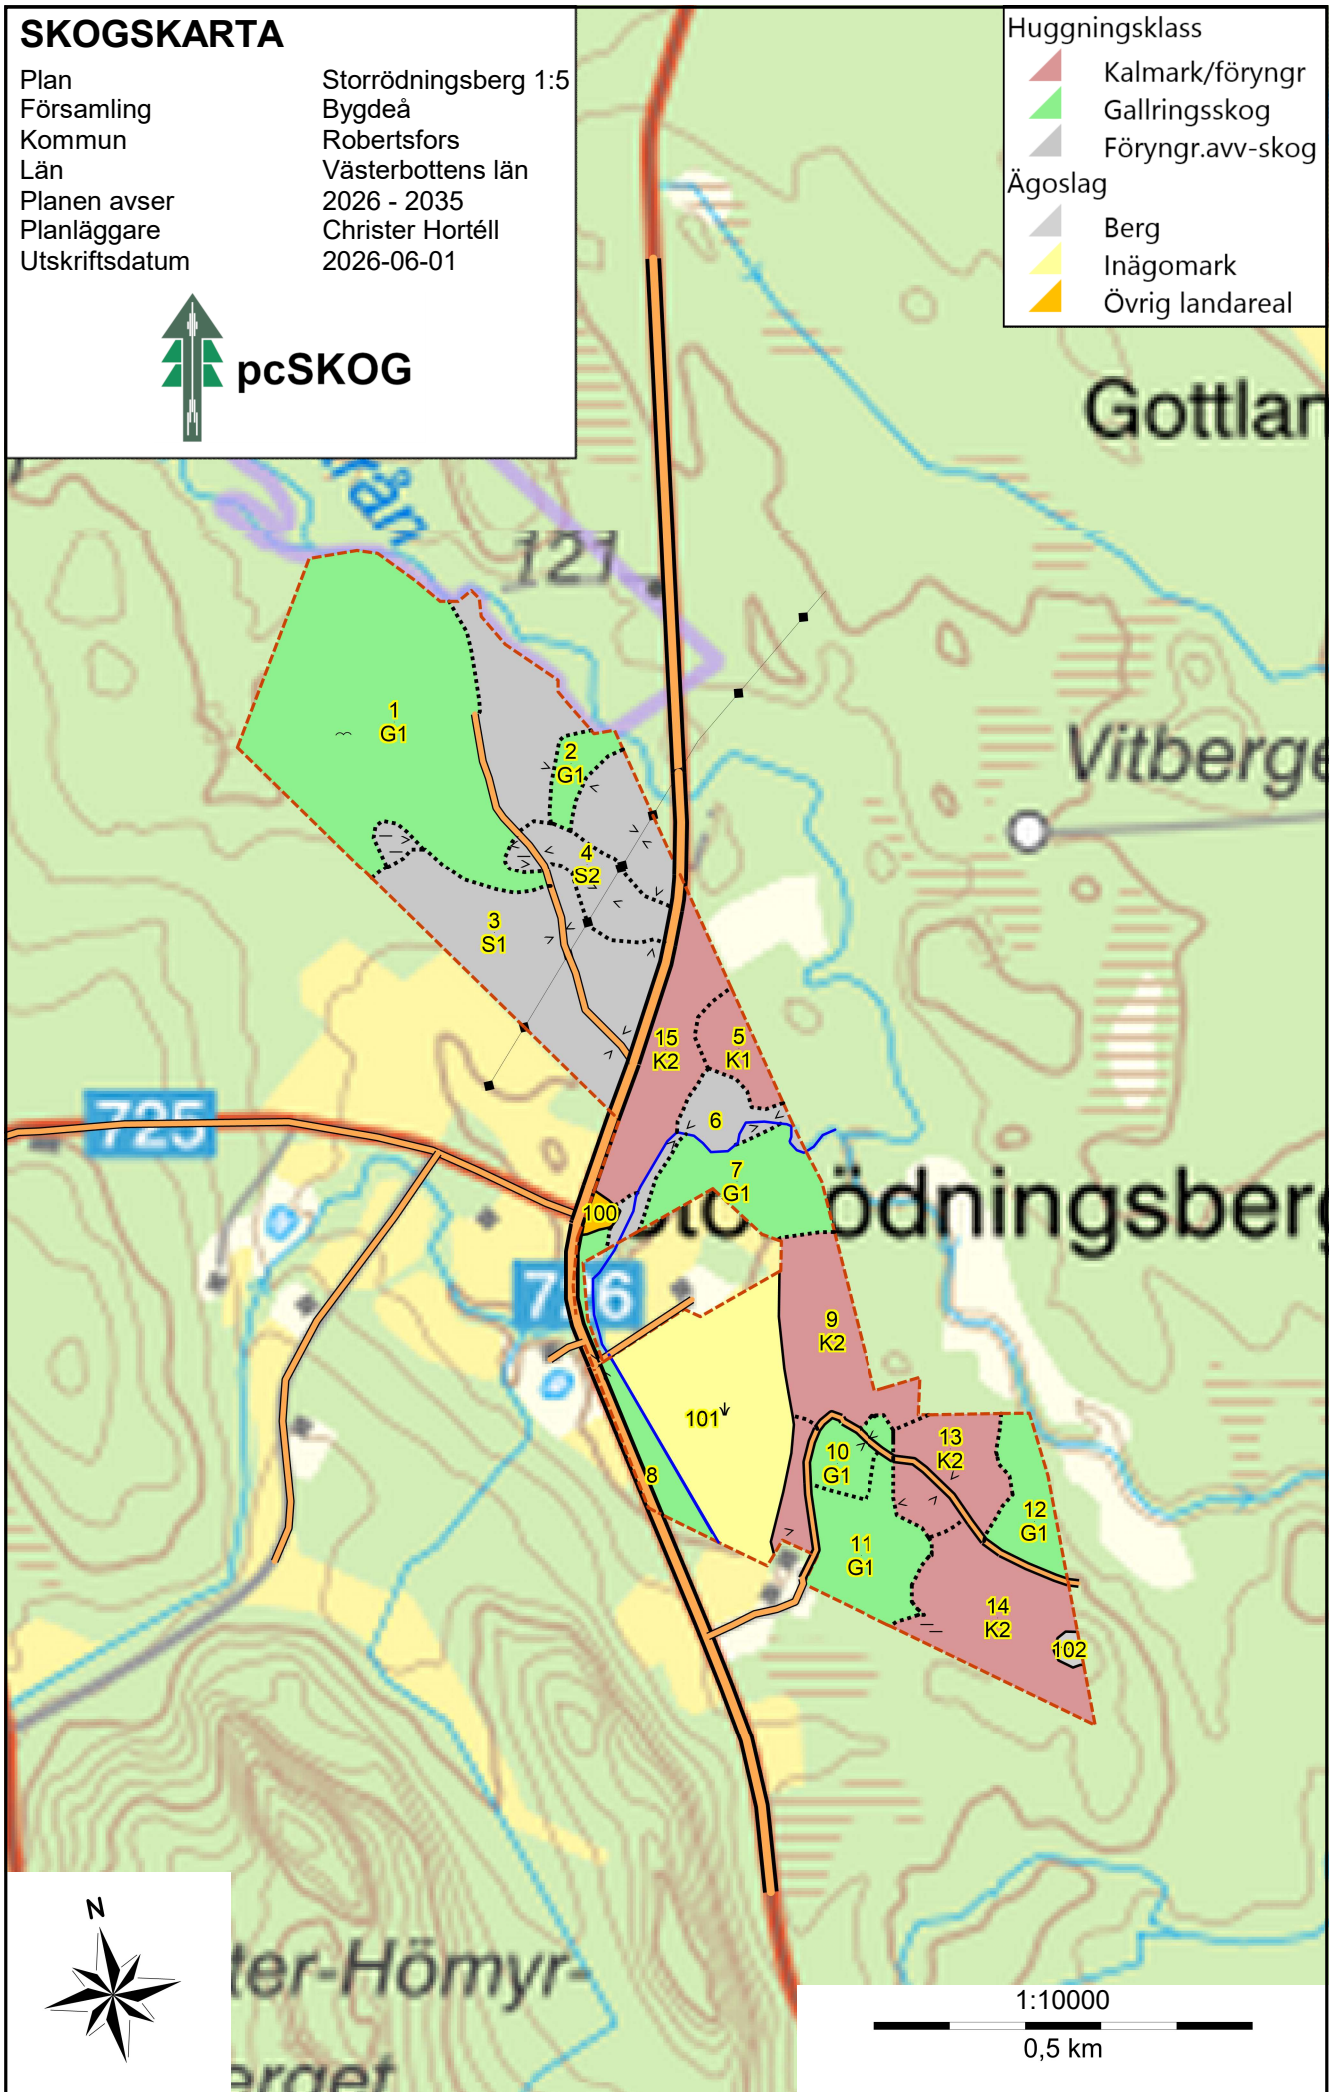 SKOGSKARTA
Plan Storrödningsberg 1:5
Församling Bygdeå
Kommun Robertsfors
Län Västerbottens län
Planen avser 2026 - 2035
Planläggare Christer Hortéll
Utskriftsdatum 2026-06-01
pcSKOG
Huggningsklass
Kalmark/föryngr
Gallringsskog
Föryngr.avv-skog
Ägoslag
Berg
Inägomark
Övrig landareal
Gottlan
rån
121
1
G1
2
G1
Vitberge
4
S2
3
S1
15
K2
5
K1
725
6
7
G1
100
ödningsberg
7 6
9
K2
101
13
K2
10
G1
8
12
G1
11
G1
14
K2
102
N
ter-Hömyr-
erget
1:10000
0,5 km